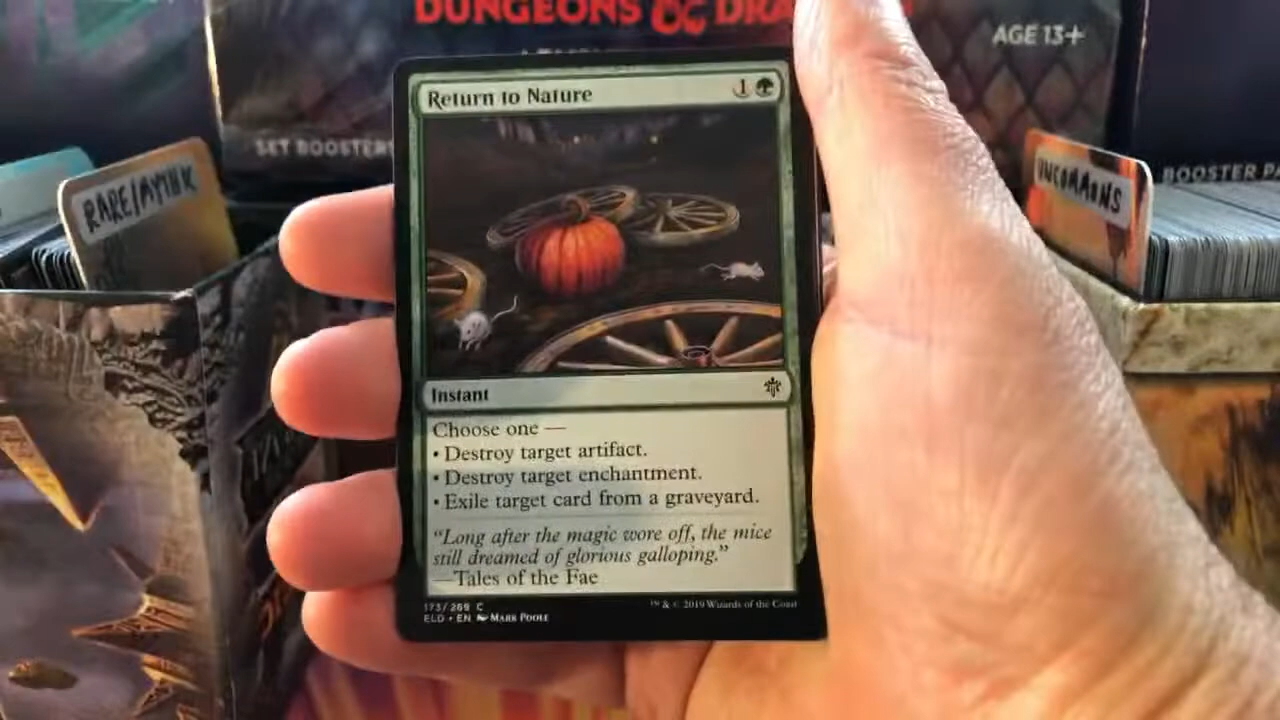 DUNGEONS & DRA
AGE 13+
SET BOOSTERS
BOOSTER PA
RARE/MYTHIK
UNCOMMONS
Return to Nature
1
Instant
Choose one —
• Destroy target artifact.
• Destroy target enchantment.
• Exile target card from a graveyard.
"Long after the magic wore off, the mice
still dreamed of glorious galloping."
—Tales of the Fae
173/269 C
ELD • EN Mark Poole
™ & © 2019 Wizards of the Coast